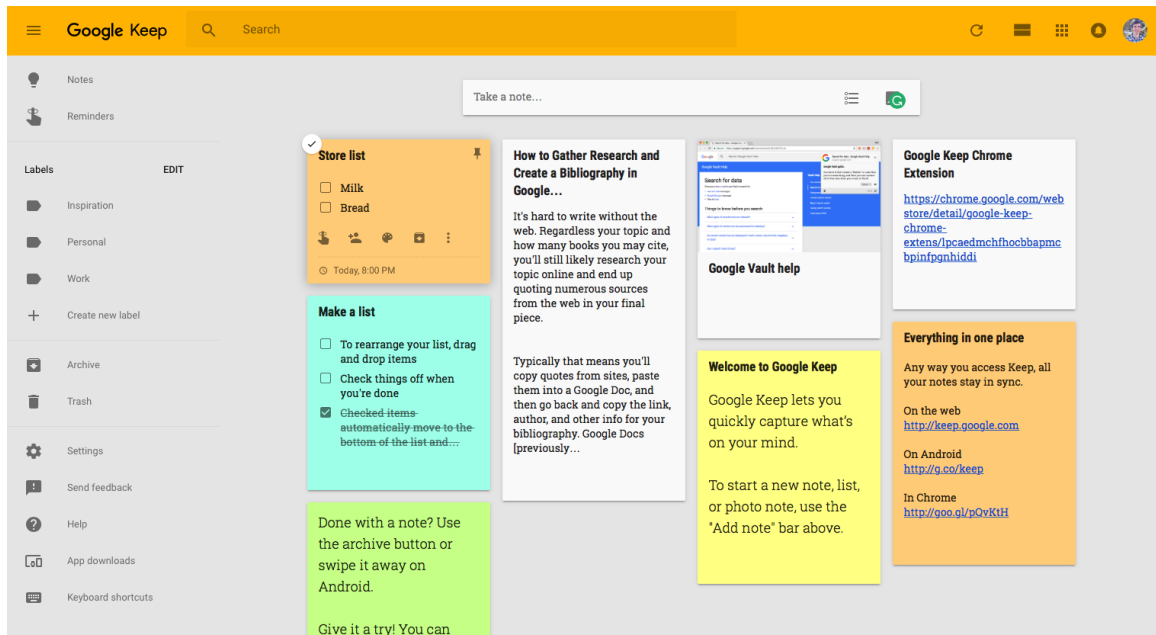 Google Keep
Search
Notes
Reminders
Labels
EDIT
Inspiration
Personal
Work
Create new label
Archive
Trash
Settings
Send feedback
Help
App downloads
Keyboard shortcuts
Take a note...
Store list
Milk
Bread
Today, 8:00 PM
Make a list
To rearrange your list, drag
and drop items
Check things off when
you're done
Checked items
automatically move to the
bottom of the list and...
Done with a note? Use
the archive button or
swipe it away on
Android.
Give it a try! You can
How to Gather Research and
Create a Bibliography in
Google...
It's hard to write without the
web. Regardless your topic and
how many books you may cite,
you'll still likely research your
topic online and end up
quoting numerous sources
from the web in your final
piece.
Typically that means you'll
copy quotes from sites, paste
them into a Google Doc, and
then go back and copy the link,
author, and other info for your
bibliography. Google Docs
[previously...
Search for data
Things to know before you search
Google Vault help
Welcome to Google Keep
Google Keep lets you
quickly capture what's
on your mind.
To start a new note, list,
or photo note, use the
"Add note" bar above.
Google Keep Chrome
Extension
https://chrome.google.com/web
store/detail/google-keep-
chrome-
extens/lpcaedmchfhocbbapmc
bpinfpgnhiddi
Everything in one place
Any way you access Keep, all
your notes stay in sync.
On the web
http://keep.google.com
On Android
http://g.co/keep
In Chrome
http://goo.gl/pQvKtH